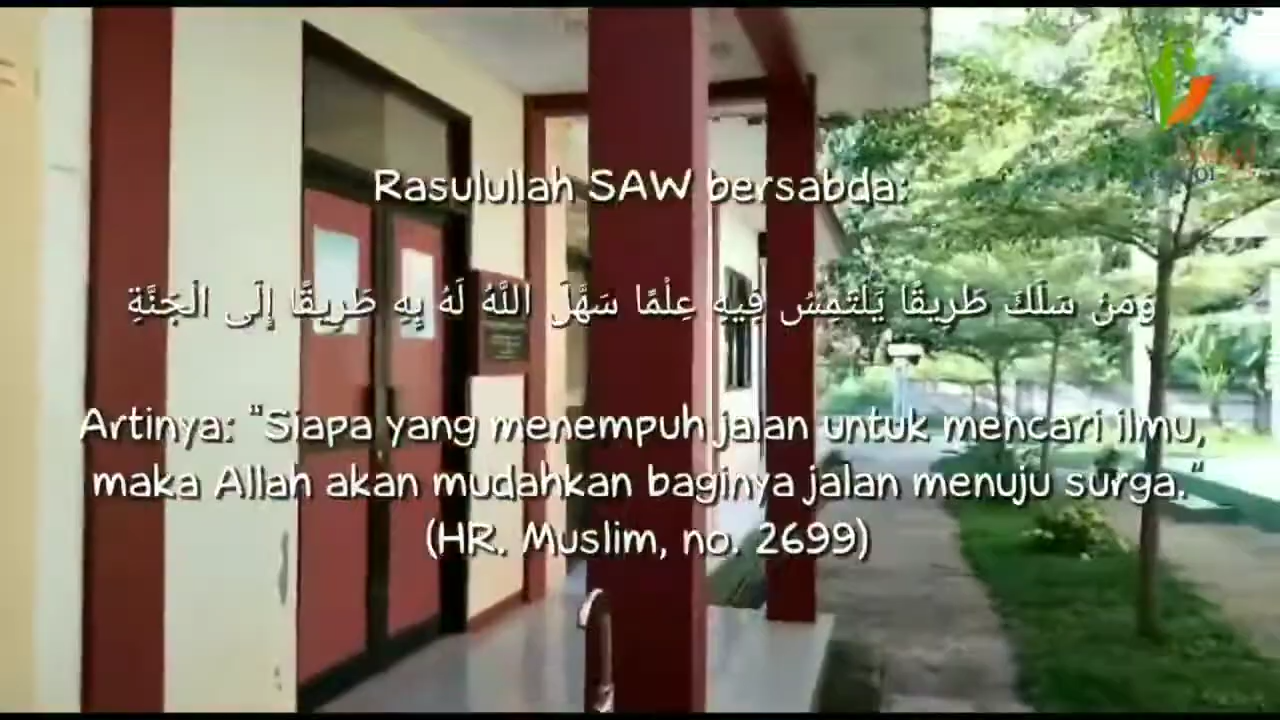 Rasulullah SAW bersabda:
وَمَنْ سَلَكَ طَرِيقًا يَلْتَمِسُ فِيهِ عِلْمًا سَهَّلَ اللَّهُ لَهُ بِهِ طَرِيقًا إِلَى الْجَنَّةِ
Artinya: "Siapa yang menempuh jalan untuk mencari ilmu,
maka Allah akan mudahkan baginya jalan menuju surga."
(HR. Muslim, no. 2699)